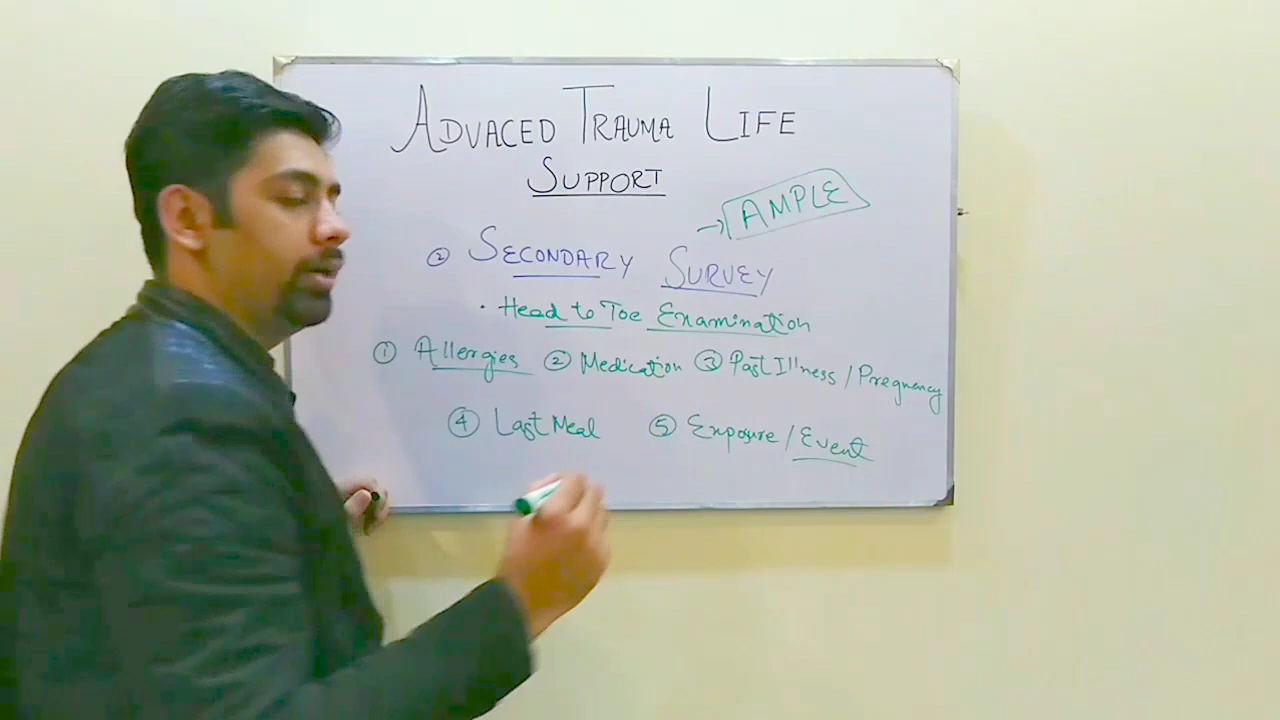 ADVACED TRAUMA LIFE
SUPPORT
→ AMPLE
② SECONDARY SURVEY
· Head to Toe Examination
① Allergies ② Medication ③ Past Illness / Pregnancy
④ Last Meal ⑤ Exposure / Event